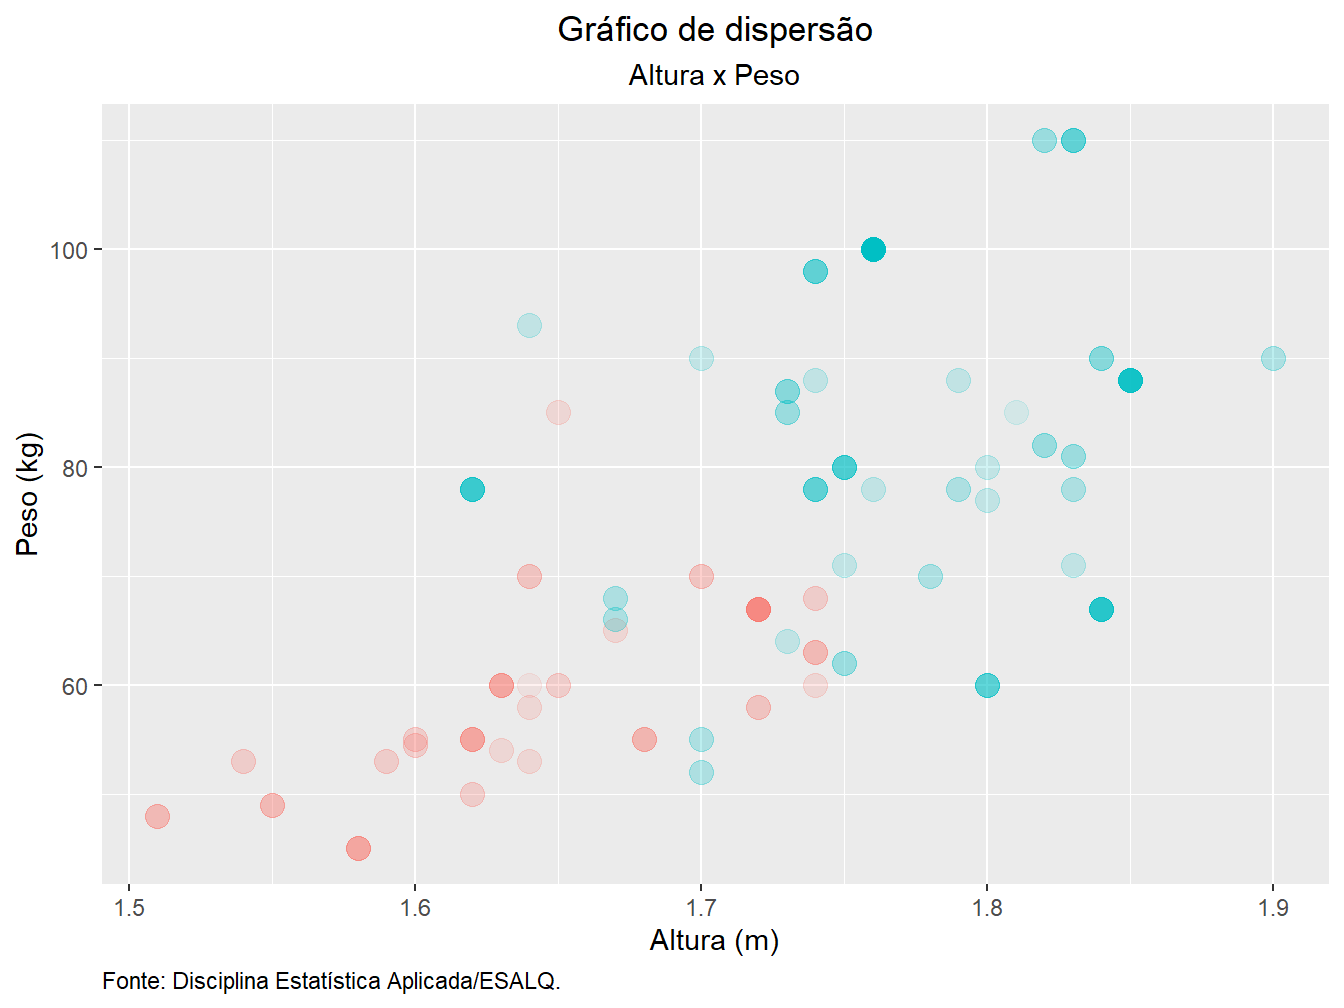 Gráfico de dispersão
Altura x Peso
Peso (kg)
100
80
60
1.5
1.6
1.7
1.8
1.9
Altura (m)
Fonte: Disciplina Estatística Aplicada/ESALQ.